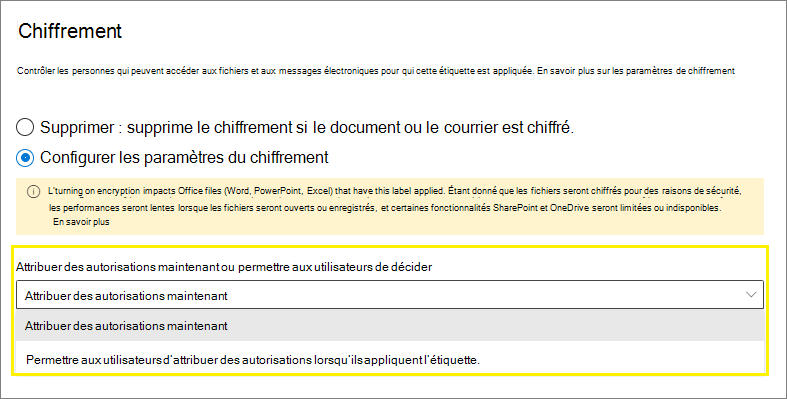 Chiffrement
Contrôler les personnes qui peuvent accéder aux fichiers et aux messages électroniques pour qui cette étiquette est appliquée. En savoir plus sur les paramètres de chiffrement
Supprimer : supprime le chiffrement si le document ou le courrier est chiffré.
Configurer les paramètres du chiffrement
L'turning on encryption impacts Office files (Word, PowerPoint, Excel) that have this label applied. Étant donné que les fichiers seront chiffrés pour des raisons de sécurité,
les performances seront lentes lorsque les fichiers seront ouverts ou enregistrés, et certaines fonctionnalités SharePoint et OneDrive seront limitées ou indisponibles.
En savoir plus
Attribuer des autorisations maintenant ou permettre aux utilisateurs de décider
Attribuer des autorisations maintenant
Attribuer des autorisations maintenant
Permettre aux utilisateurs d'attribuer des autorisations lorsqu'ils appliquent l'étiquette.